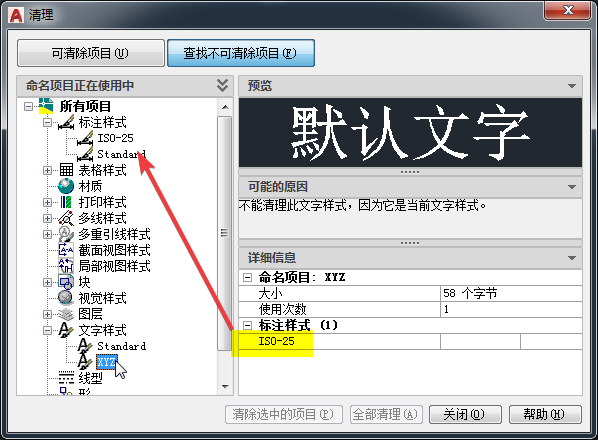 清理
可清除项目(U)
查找不可清除项目(F)
命名项目正在使用中
所有项目
标注样式
ISO-25
Standard
表格样式
材质
打印样式
多线样式
多重引线样式
截面视图样式
局部视图样式
块
视觉样式
图层
文字样式
Standard
XYZ
线型
形
预览
默认文字
可能的原因
不能清理此文字样式，因为它是当前文字样式。
详细信息
命名项目: XYZ
大小 58 个字节
使用次数 1
标注样式 (1)
ISO-25
清除选中的项目(P)
全部清理(A)
关闭(O)
帮助(H)